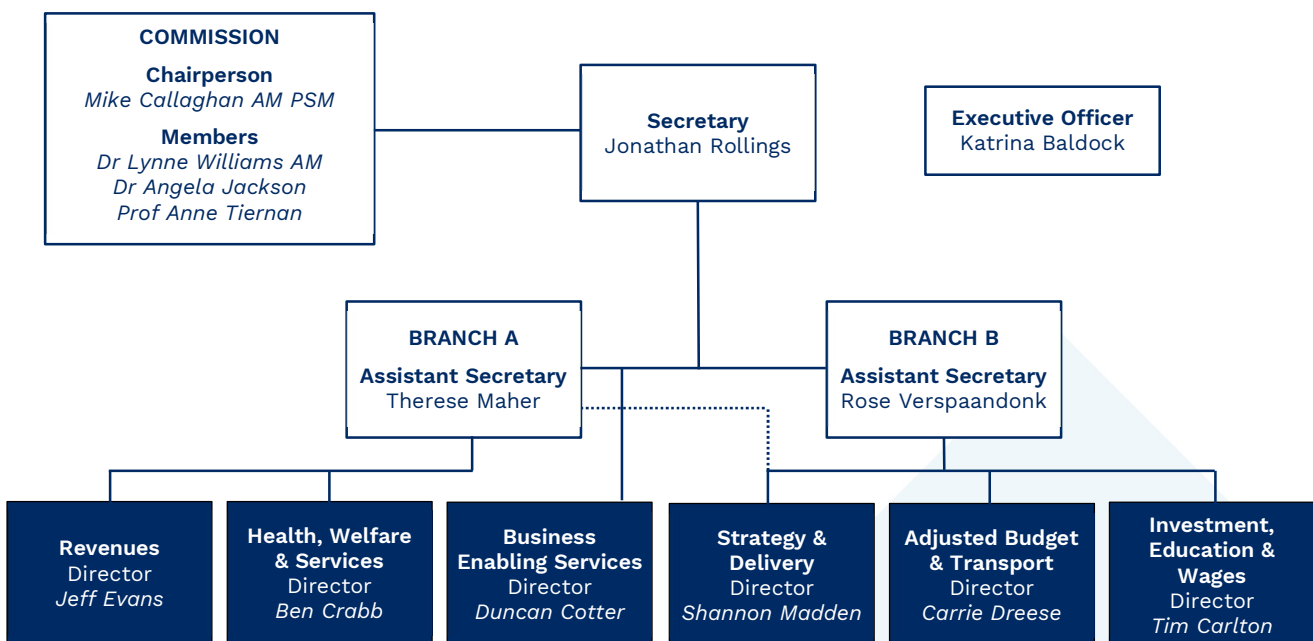 COMMISSION
Chairperson
Mike Callaghan AM PSM
Members
Dr Lynne Williams AM
Dr Angela Jackson
Prof Anne Tiernan
Secretary
Jonathan Rollings
Executive Officer
Katrina Baldock
BRANCH A
Assistant Secretary
Therese Maher
BRANCH B
Assistant Secretary
Rose Verspaandonk
Revenues
Director
Jeff Evans
Health, Welfare
& Services
Director
Ben Crabb
Business
Enabling Services
Director
Duncan Cotter
Strategy &
Delivery
Director
Shannon Madden
Adjusted Budget
& Transport
Director
Carrie Dreese
Investment,
Education &
Wages
Director
Tim Carlton